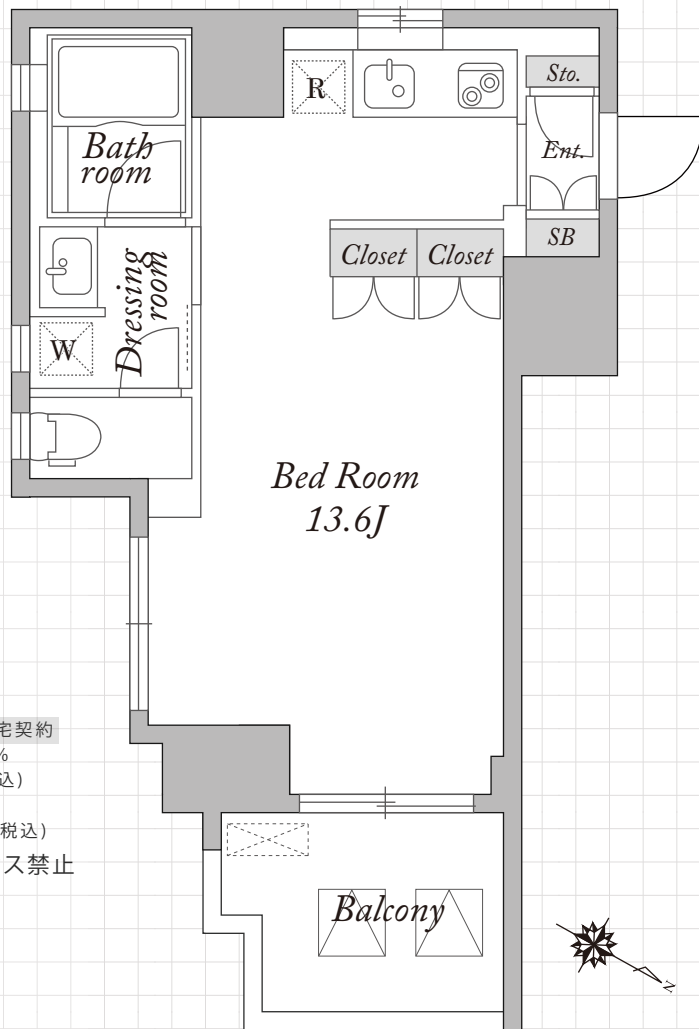 Sto.
R
Bath
room
Ent.
SB
Closet
Closet
Dressing
room
W
Bed Room
13.6J
宅契約
%
込)
税込)
ス禁止
Balcony
N